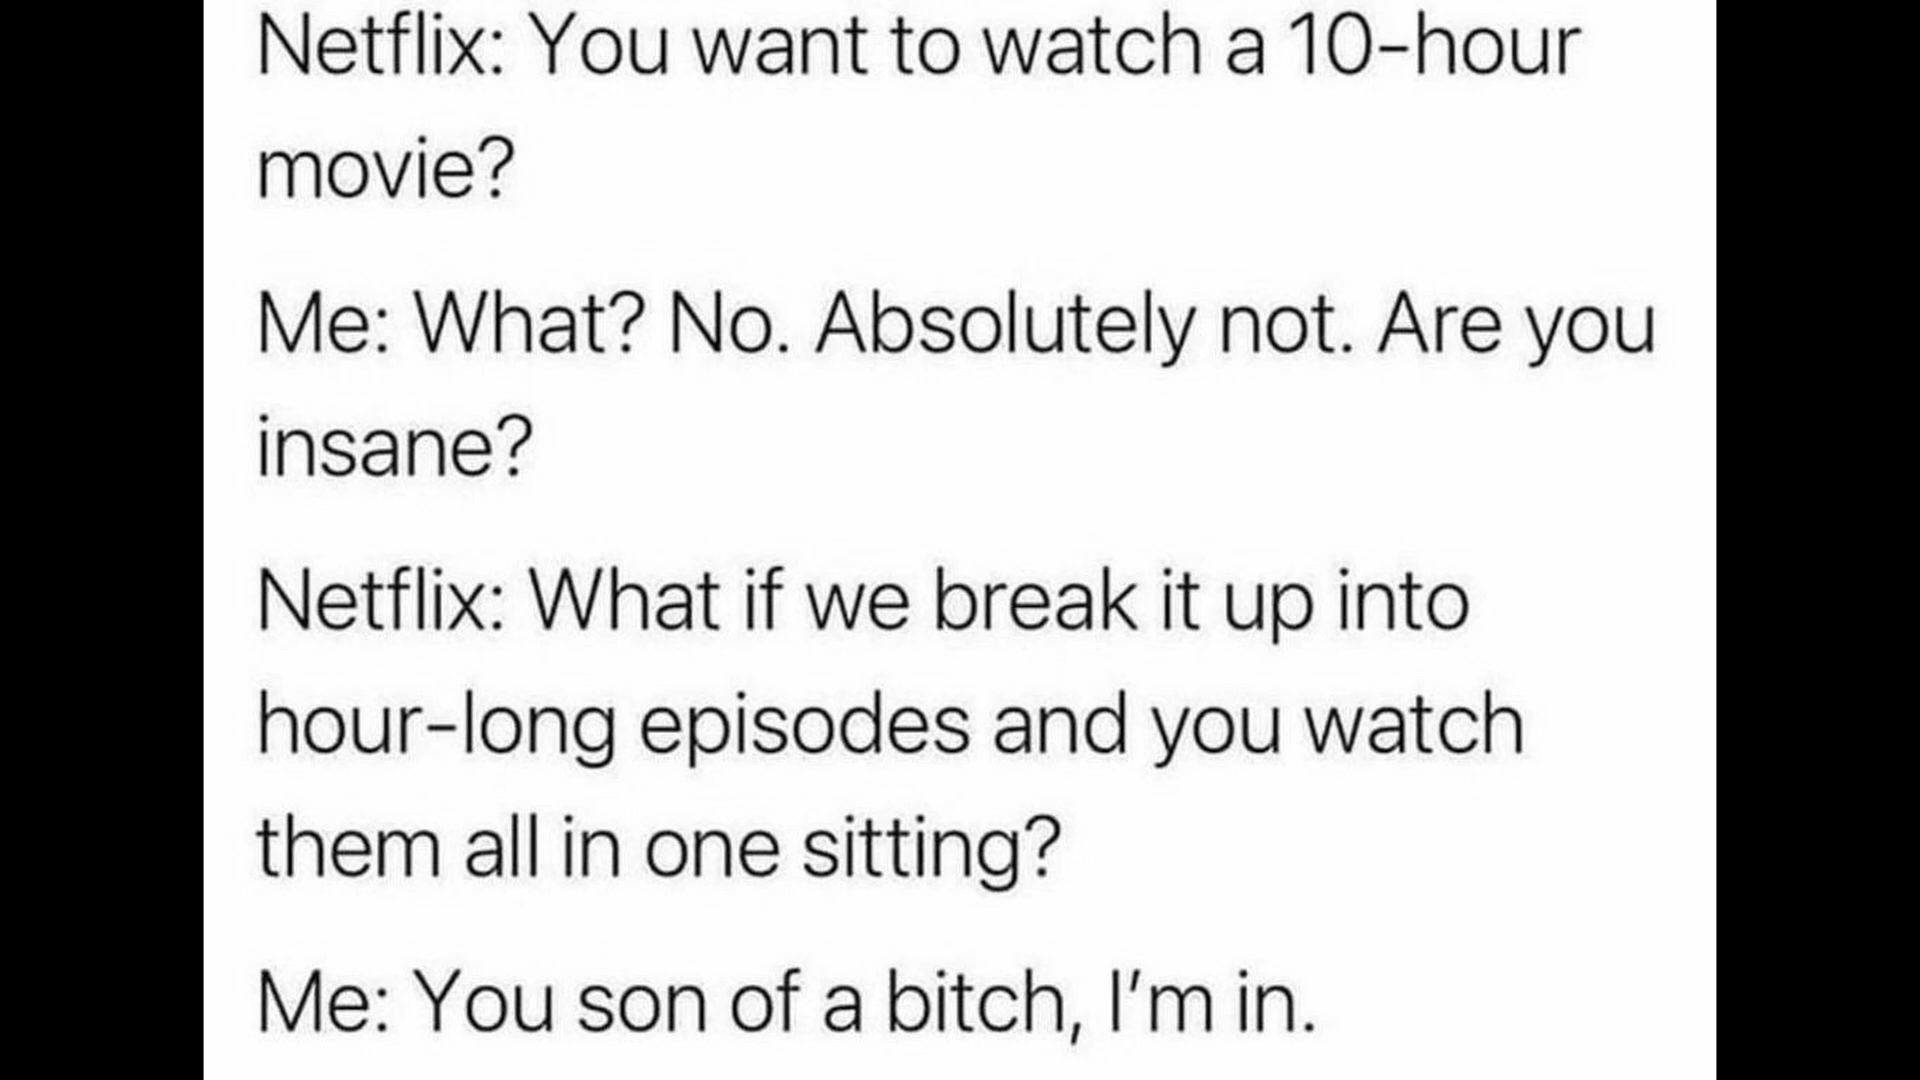 Netflix: You want to watch a 10-hour
movie?
Me: What? No. Absolutely not. Are you
insane?
Netflix: What if we break it up into
hour-long episodes and you watch
them all in one sitting?
Me: You son of a bitch, I’m in.